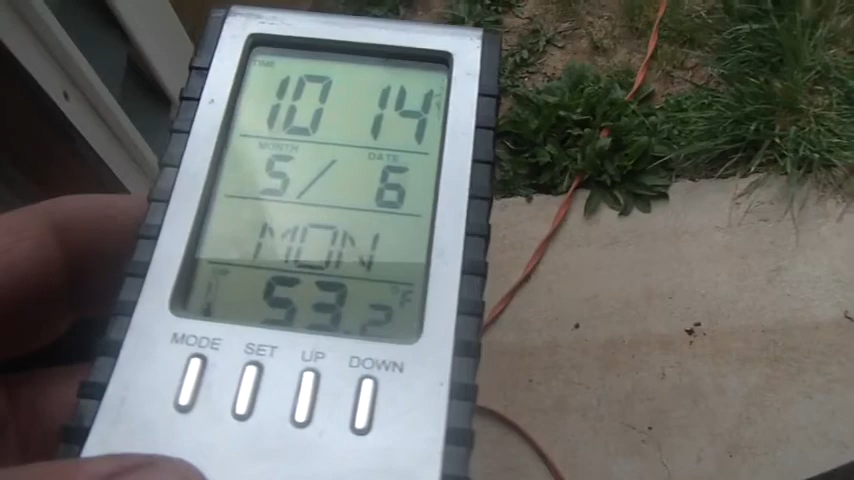 TIME
10 14
MONTH DATE
5/ 6
MON
53.2 °F
MODE SET UP DOWN